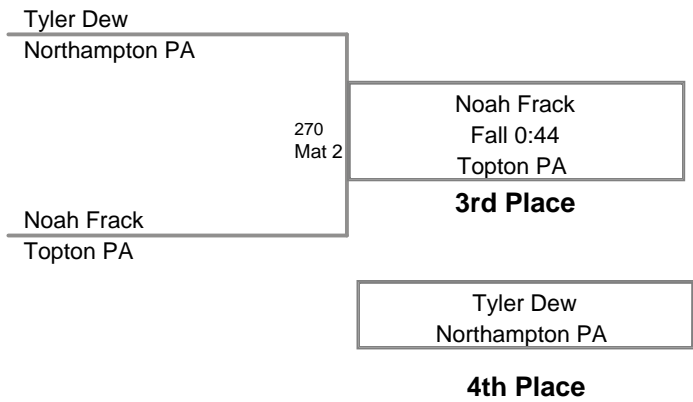 Tyler Dew
Northampton PA
270
Mat 2
Noah Frack
Fall 0:44
Topton PA
3rd Place
Noah Frack
Topton PA
Tyler Dew
Northampton PA
4th Place